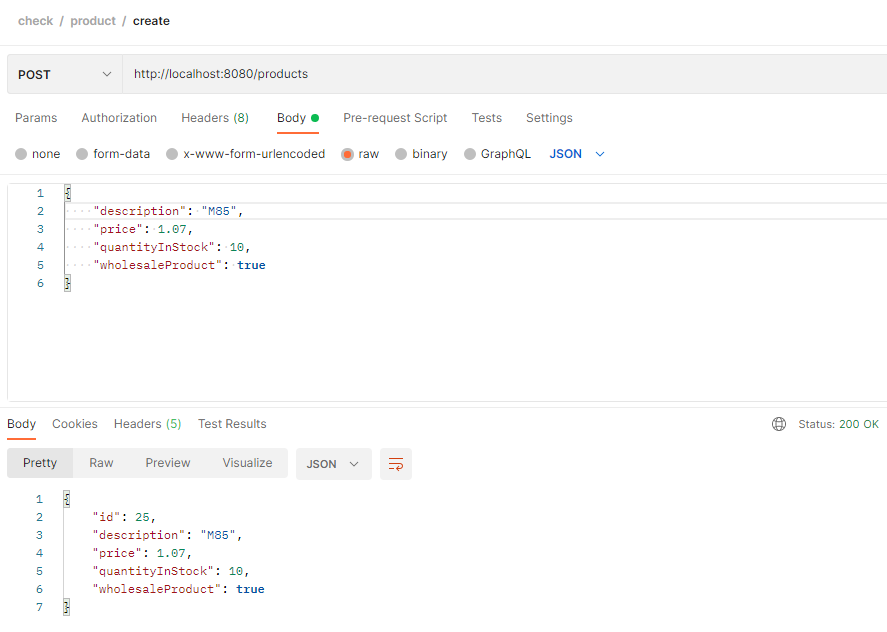 check / product / create
POST http://localhost:8080/products
Params Authorization Headers (8) Body Pre-request Script Tests Settings
none form-data x-www-form-urlencoded raw binary GraphQL JSON
1 {
2 "description": "M85",
3 "price": 1.07,
4 "quantityInStock": 10,
5 "wholesaleProduct": true
6 }
Body Cookies Headers (5) Test Results Status: 200 OK
Pretty Raw Preview Visualize JSON
1 {
2 "id": 25,
3 "description": "M85",
4 "price": 1.07,
5 "quantityInStock": 10,
6 "wholesaleProduct": true
7 }